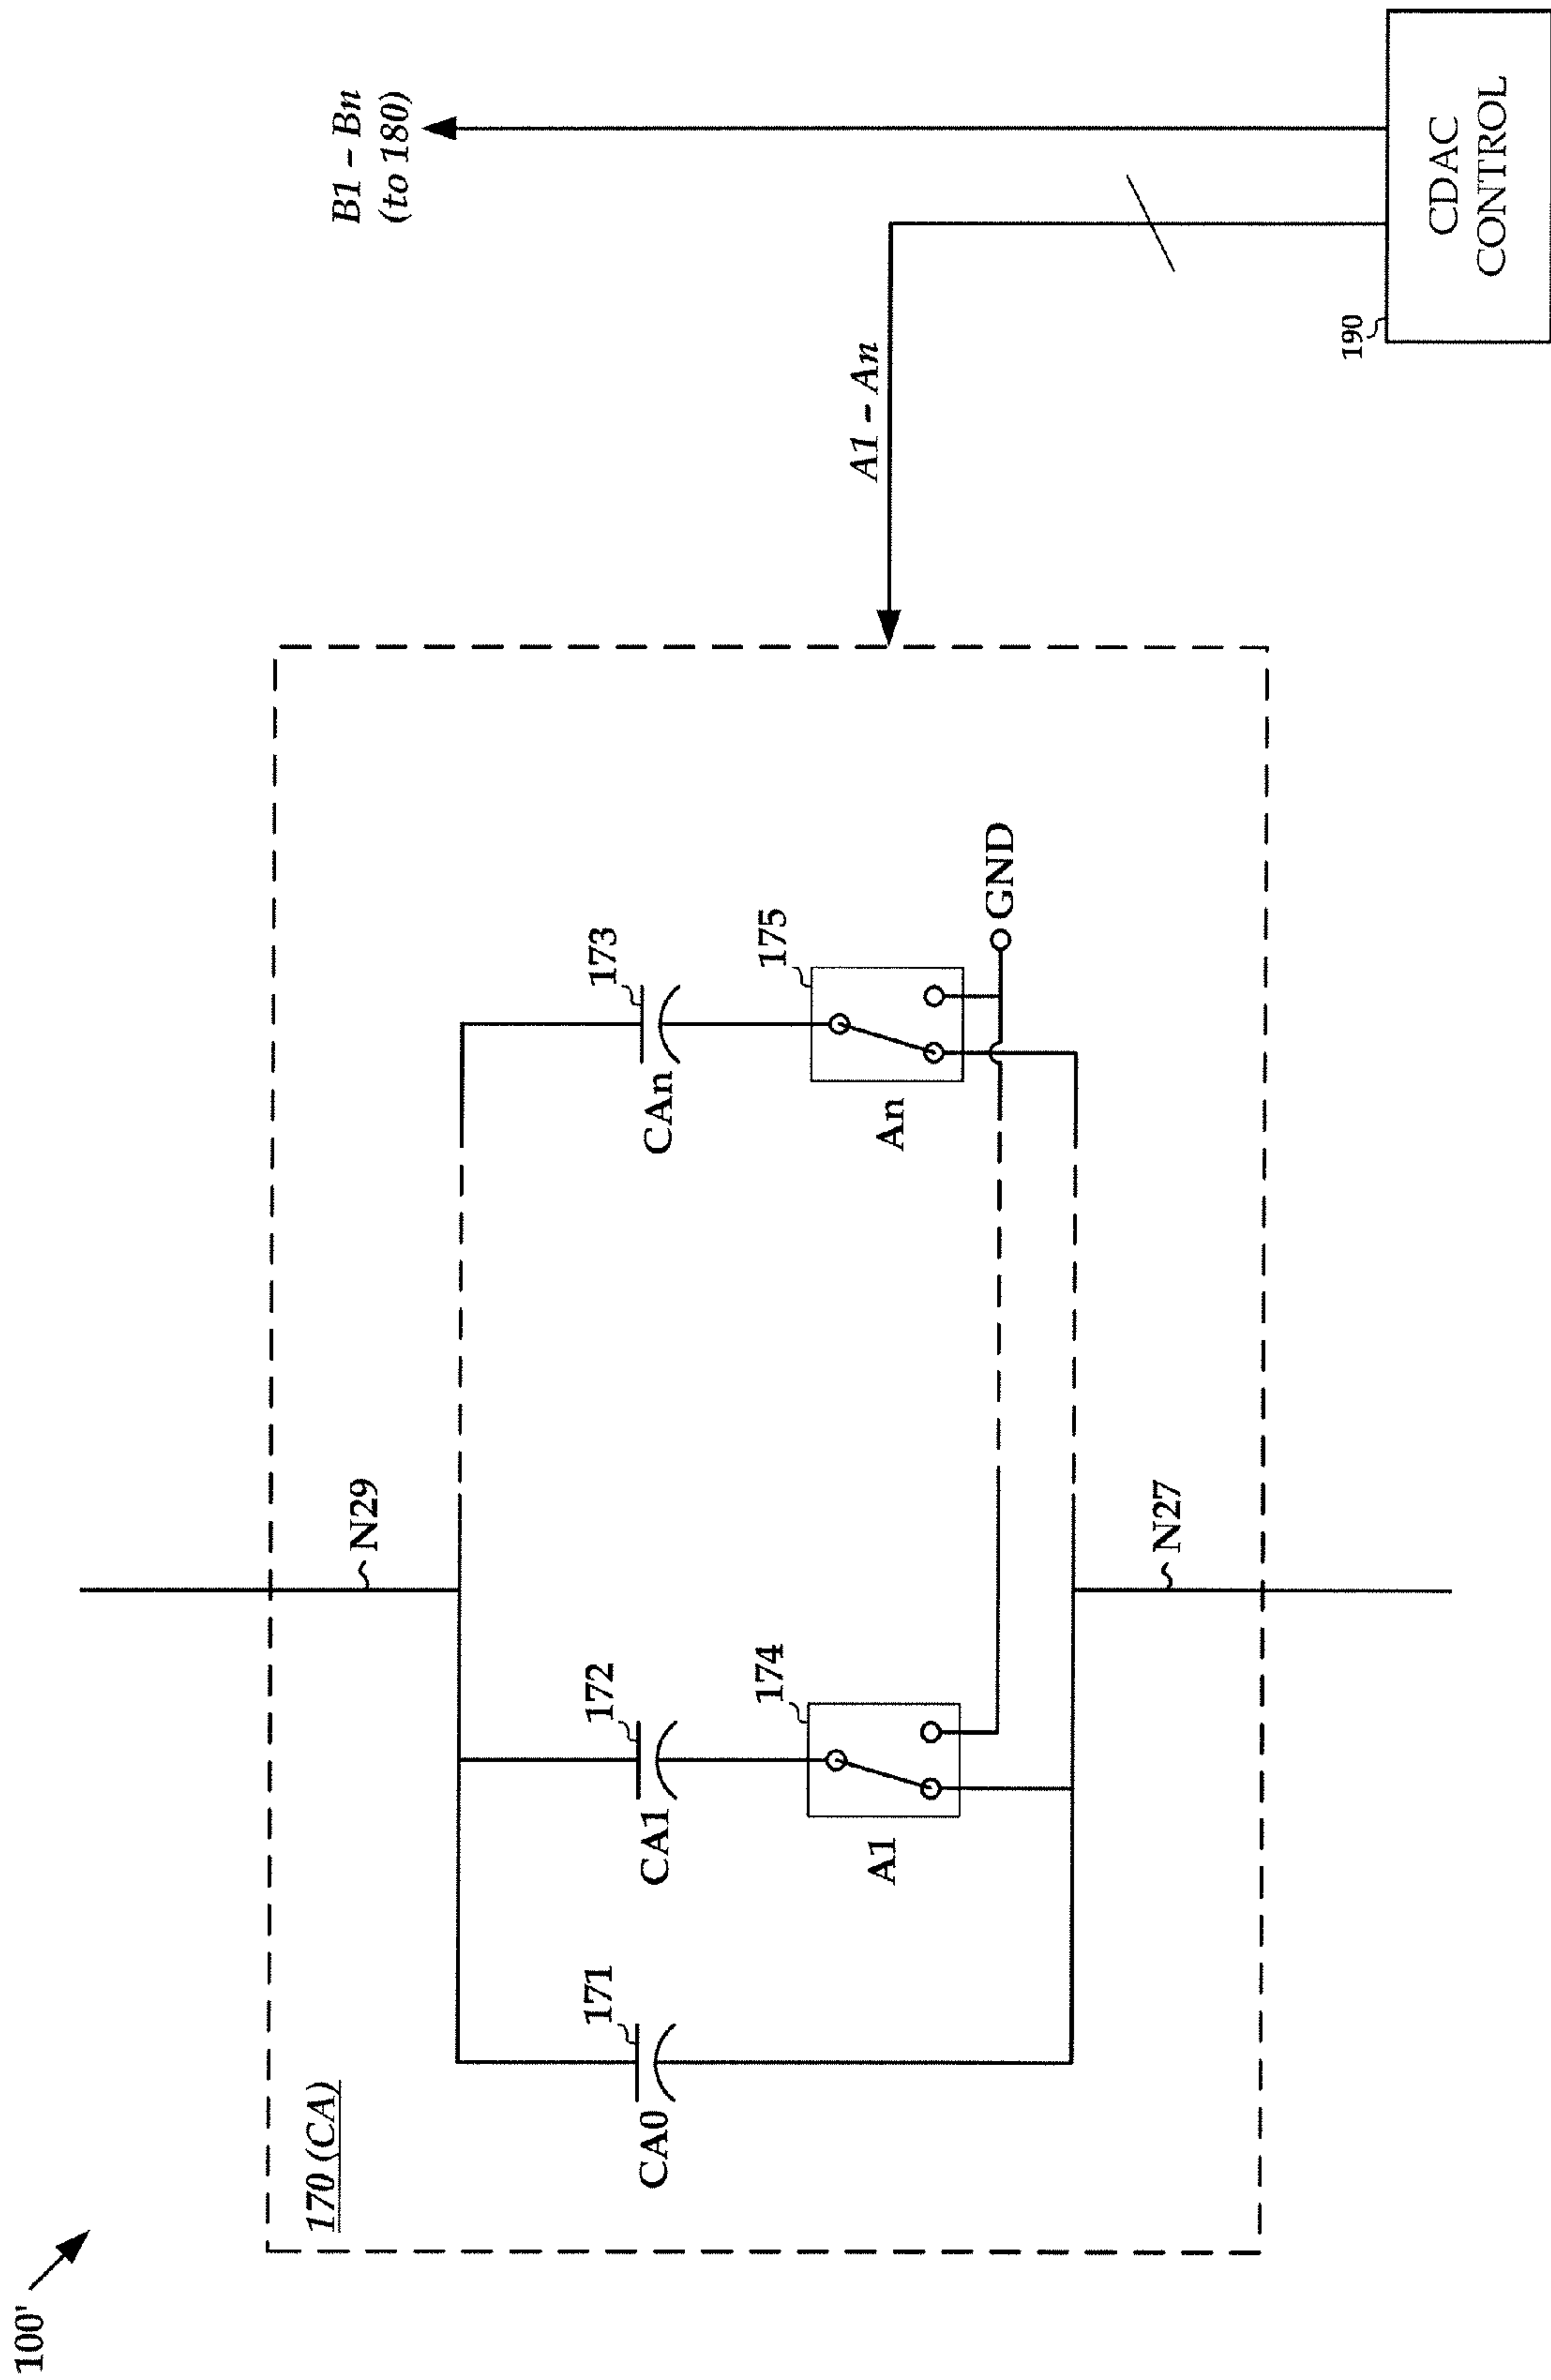 100'
170 (CA)
CA0
171
CA1
172
A1
174
N29
N27
CAn
173
An
175
GND
A1 - An
B1 - Bn
(to 180)
190
CDAC
CONTROL